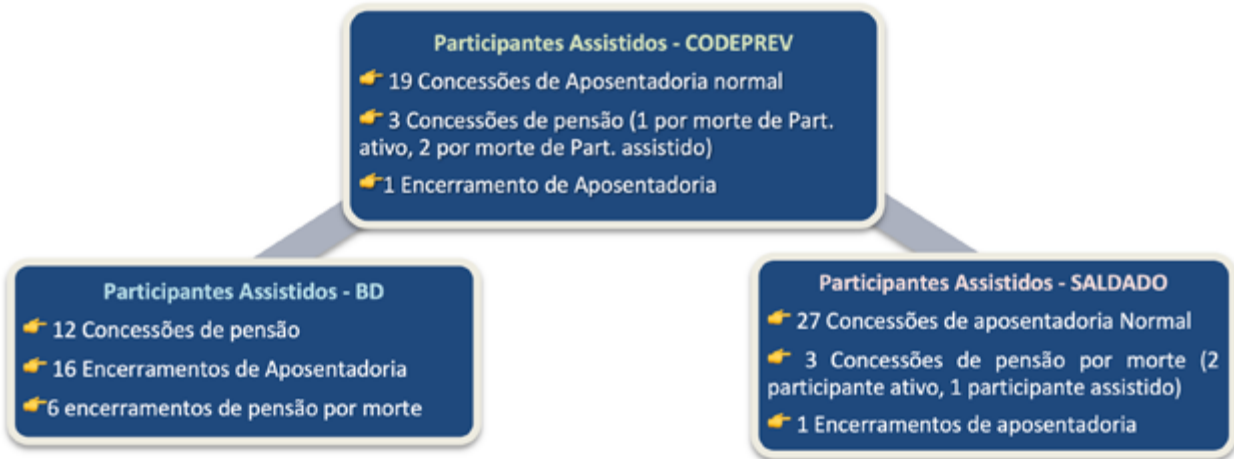 Participantes Assistidos - CODEPREV
19 Concessões de Aposentadoria normal
3 Concessões de pensão (1 por morte de Part.
ativo, 2 por morte de Part. assistido)
1 Encerramento de Aposentadoria
Participantes Assistidos - BD
12 Concessões de pensão
16 Encerramentos de Aposentadoria
6 encerramentos de pensão por morte
Participantes Assistidos - SALDADO
27 Concessões de aposentadoria Normal
3 Concessões de pensão por morte (2
participante ativo, 1 participante assistido)
1 Encerramentos de aposentadoria